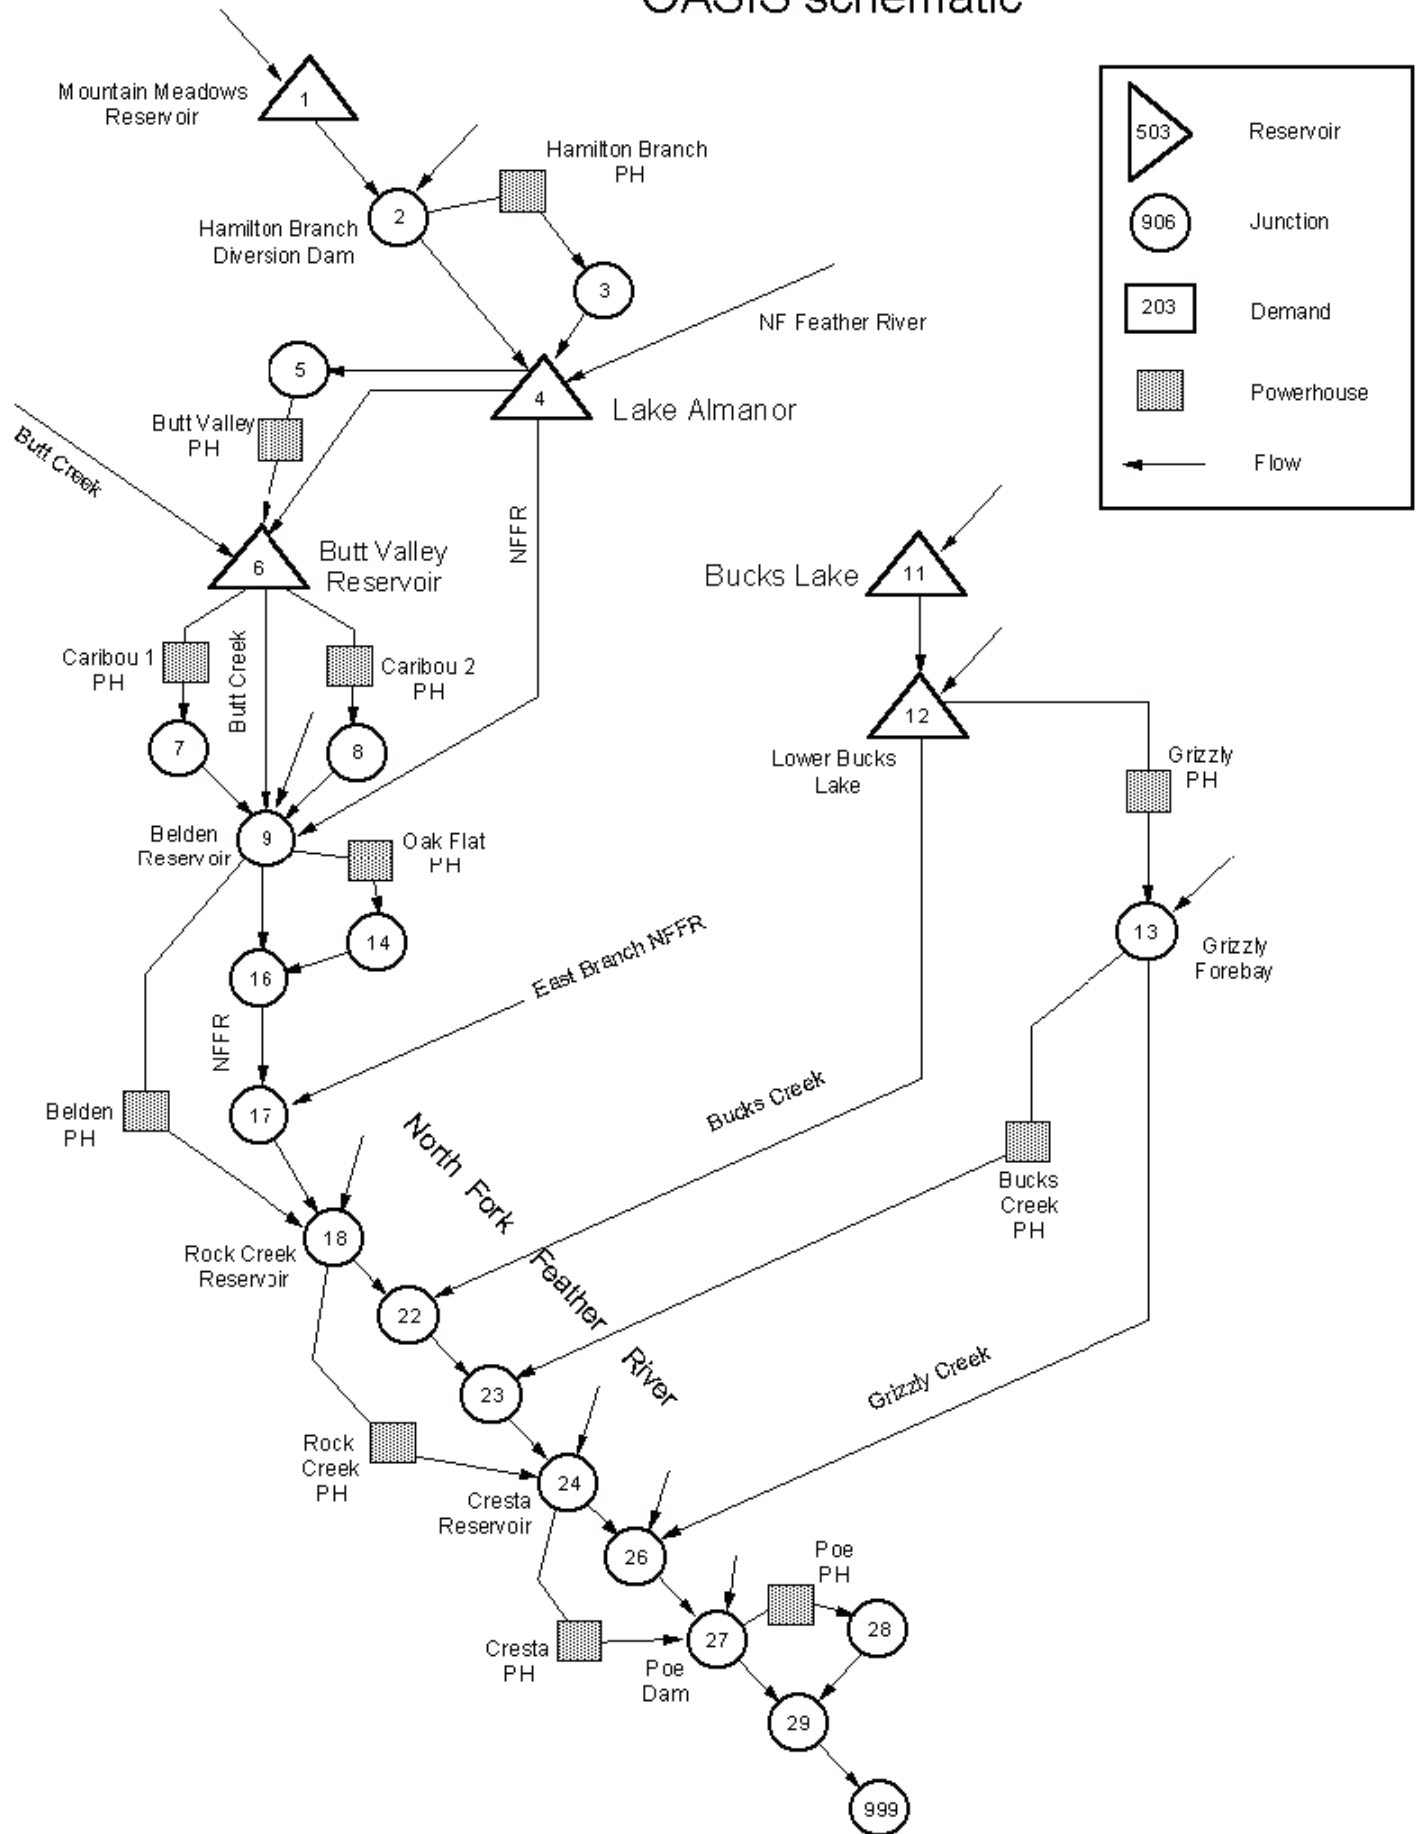 OASIS schematic
Mountain Meadows
Reservoir
1
503
Reservoir
Hamilton Branch
PH
2
Hamilton Branch
Diversion Dam
906
Junction
3
203
Demand
NF Feather River
5
4
Lake Almanor
Powerhouse
Butt Valley
PH
Butt Creek
Flow
NFFR
6
Butt Valley
Reservoir
Bucks Lake
11
Caribou 1
PH
Butt Creek
Caribou 2
PH
12
Lower Bucks
Lake
7
8
Grizzly
PH
Belden
Reservoir
9
Oak Flat
PH
14
13
Grizzly
Forebay
16
East Branch NFFR
NFFR
Belden
PH
17
Bucks Creek
North Fork Feather River
Bucks
Creek
PH
18
Rock Creek
Reservoir
22
23
Grizzly Creek
Rock
Creek
PH
24
Cresta
Reservoir
26
Poe
PH
Cresta
PH
27
28
Poe
Dam
29
999